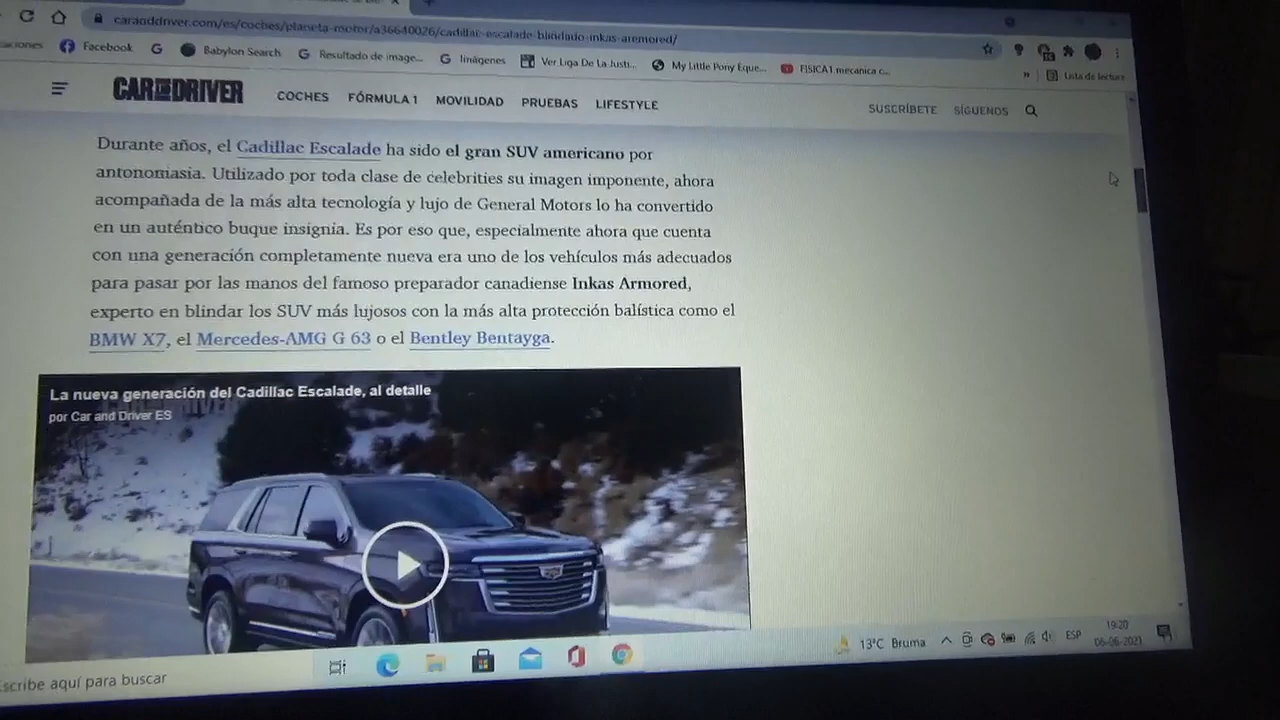 caranddriver.com/es/coches/planeta-motor/a36640026/cadillac-escalade-blindado-inkas-aremored/
Facebook
Babylon Search
Resultado de image...
Imágenes
Ver Liga De La Justi...
My Little Pony Eque...
FISICA1 mecanica c...
»
Lista de lectura
CAR AND DRIVER
COCHES
FÓRMULA 1
MOVILIDAD
PRUEBAS
LIFESTYLE
SUSCRÍBETE
SÍGUENOS
Durante años, el Cadillac Escalade ha sido el gran SUV americano por
antonomasia. Utilizado por toda clase de celebrities su imagen imponente, ahora
acompañada de la más alta tecnología y lujo de General Motors lo ha convertido
en un auténtico buque insignia. Es por eso que, especialmente ahora que cuenta
con una generación completamente nueva era uno de los vehículos más adecuados
para pasar por las manos del famoso preparador canadiense Inkas Armored,
experto en blindar los SUV más lujosos con la más alta protección balística como el
BMW X7, el Mercedes-AMG G 63 o el Bentley Bentayga.
La nueva generación del Cadillac Escalade, al detalle
por Car and Driver ES
13°C Bruma
ESP
19:20
06-06-2021
scribe aquí para buscar